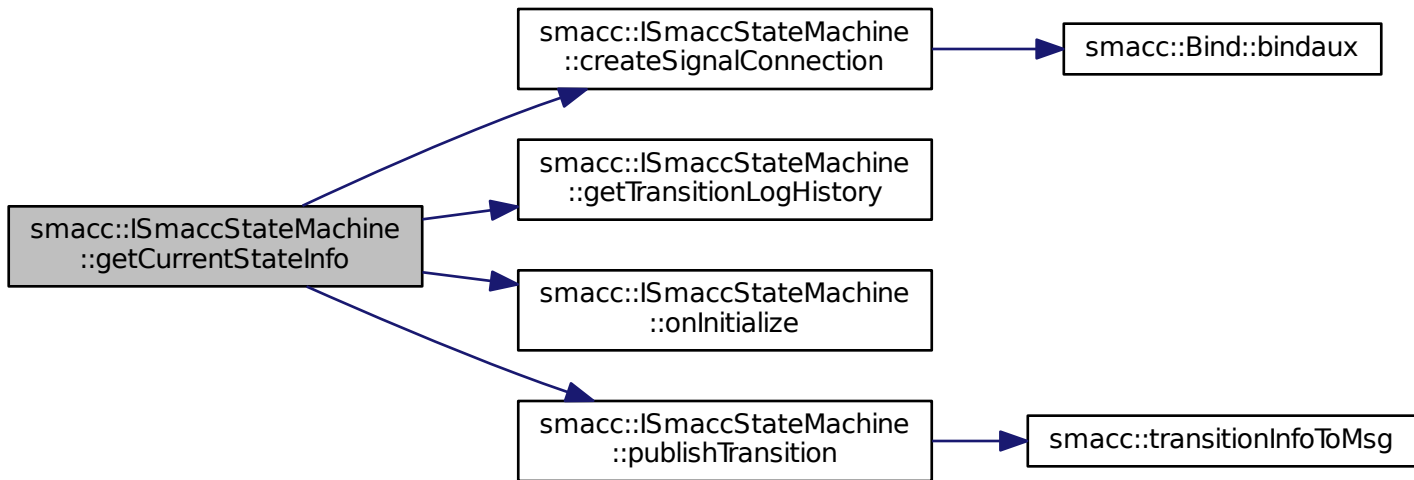 smacc::ISmaccStateMachine
::createSignalConnection
smacc::Bind::bindaux
smacc::ISmaccStateMachine
::getTransitionLogHistory
smacc::ISmaccStateMachine
::getCurrentStateInfo
smacc::ISmaccStateMachine
::onInitialize
smacc::ISmaccStateMachine
::publishTransition
smacc::transitionInfoToMsg